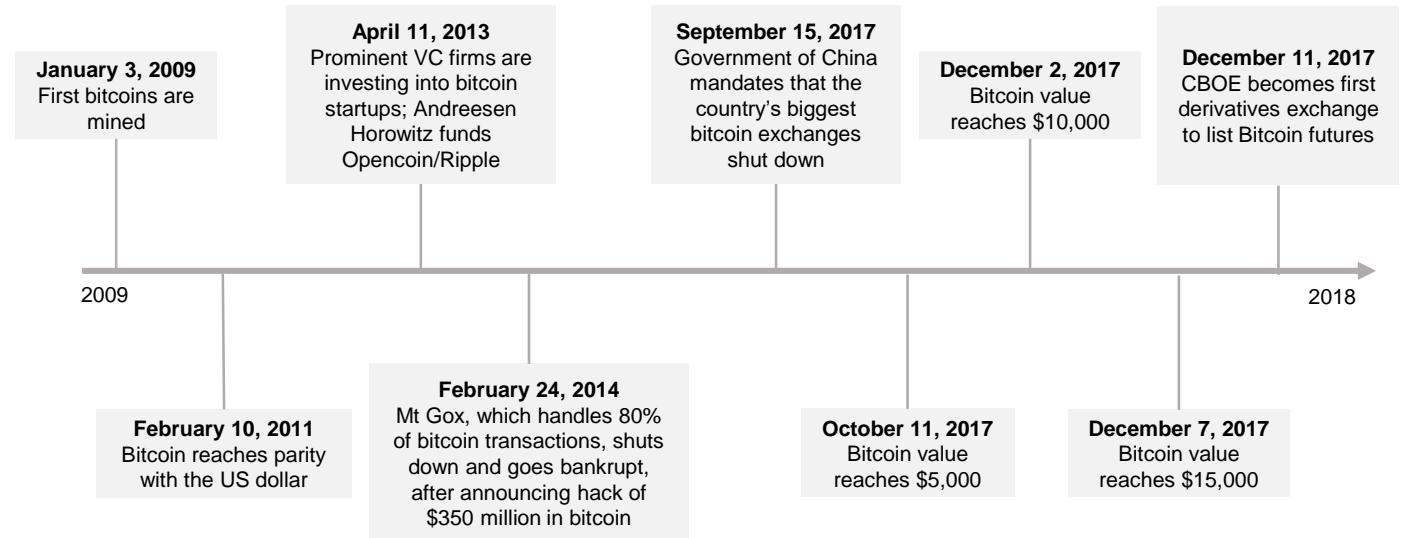 January 3, 2009
First bitcoins are
mined
April 11, 2013
Prominent VC firms are
investing into bitcoin
startups; Andreesen
Horowitz funds
Opencoin/Ripple
September 15, 2017
Government of China
mandates that the
country's biggest
bitcoin exchanges
shut down
December 2, 2017
Bitcoin value
reaches $10,000
December 11, 2017
CBOE becomes first
derivatives exchange
to list Bitcoin futures
2009
2018
February 10, 2011
Bitcoin reaches parity
with the US dollar
February 24, 2014
Mt Gox, which handles 80%
of bitcoin transactions, shuts
down and goes bankrupt,
after announcing hack of
$350 million in bitcoin
October 11, 2017
Bitcoin value
reaches $5,000
December 7, 2017
Bitcoin value
reaches $15,000